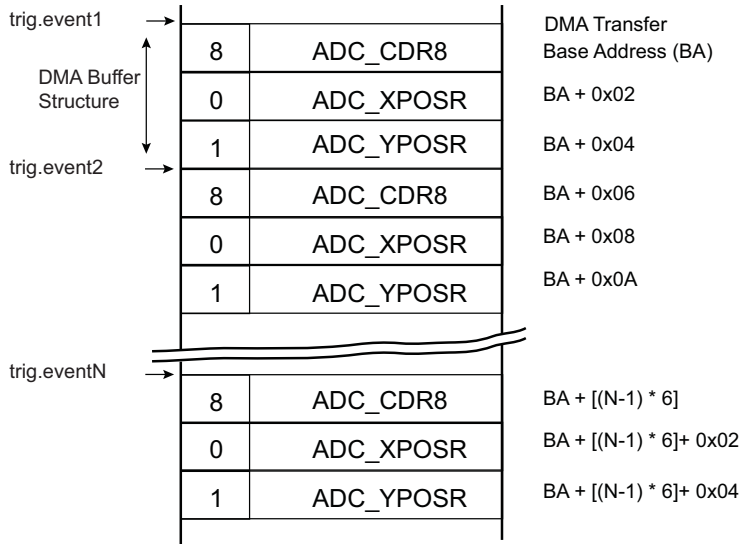 trig.event1
DMA Transfer
8 ADC_CDR8 Base Address (BA)
DMA Buffer
Structure
0 ADC_XPOSR BA + 0x02
1 ADC_YPOSR BA + 0x04
trig.event2
8 ADC_CDR8 BA + 0x06
0 ADC_XPOSR BA + 0x08
1 ADC_YPOSR BA + 0x0A
trig.eventN
8 ADC_CDR8 BA + [(N-1) * 6]
0 ADC_XPOSR BA + [(N-1) * 6]+ 0x02
1 ADC_YPOSR BA + [(N-1) * 6]+ 0x04